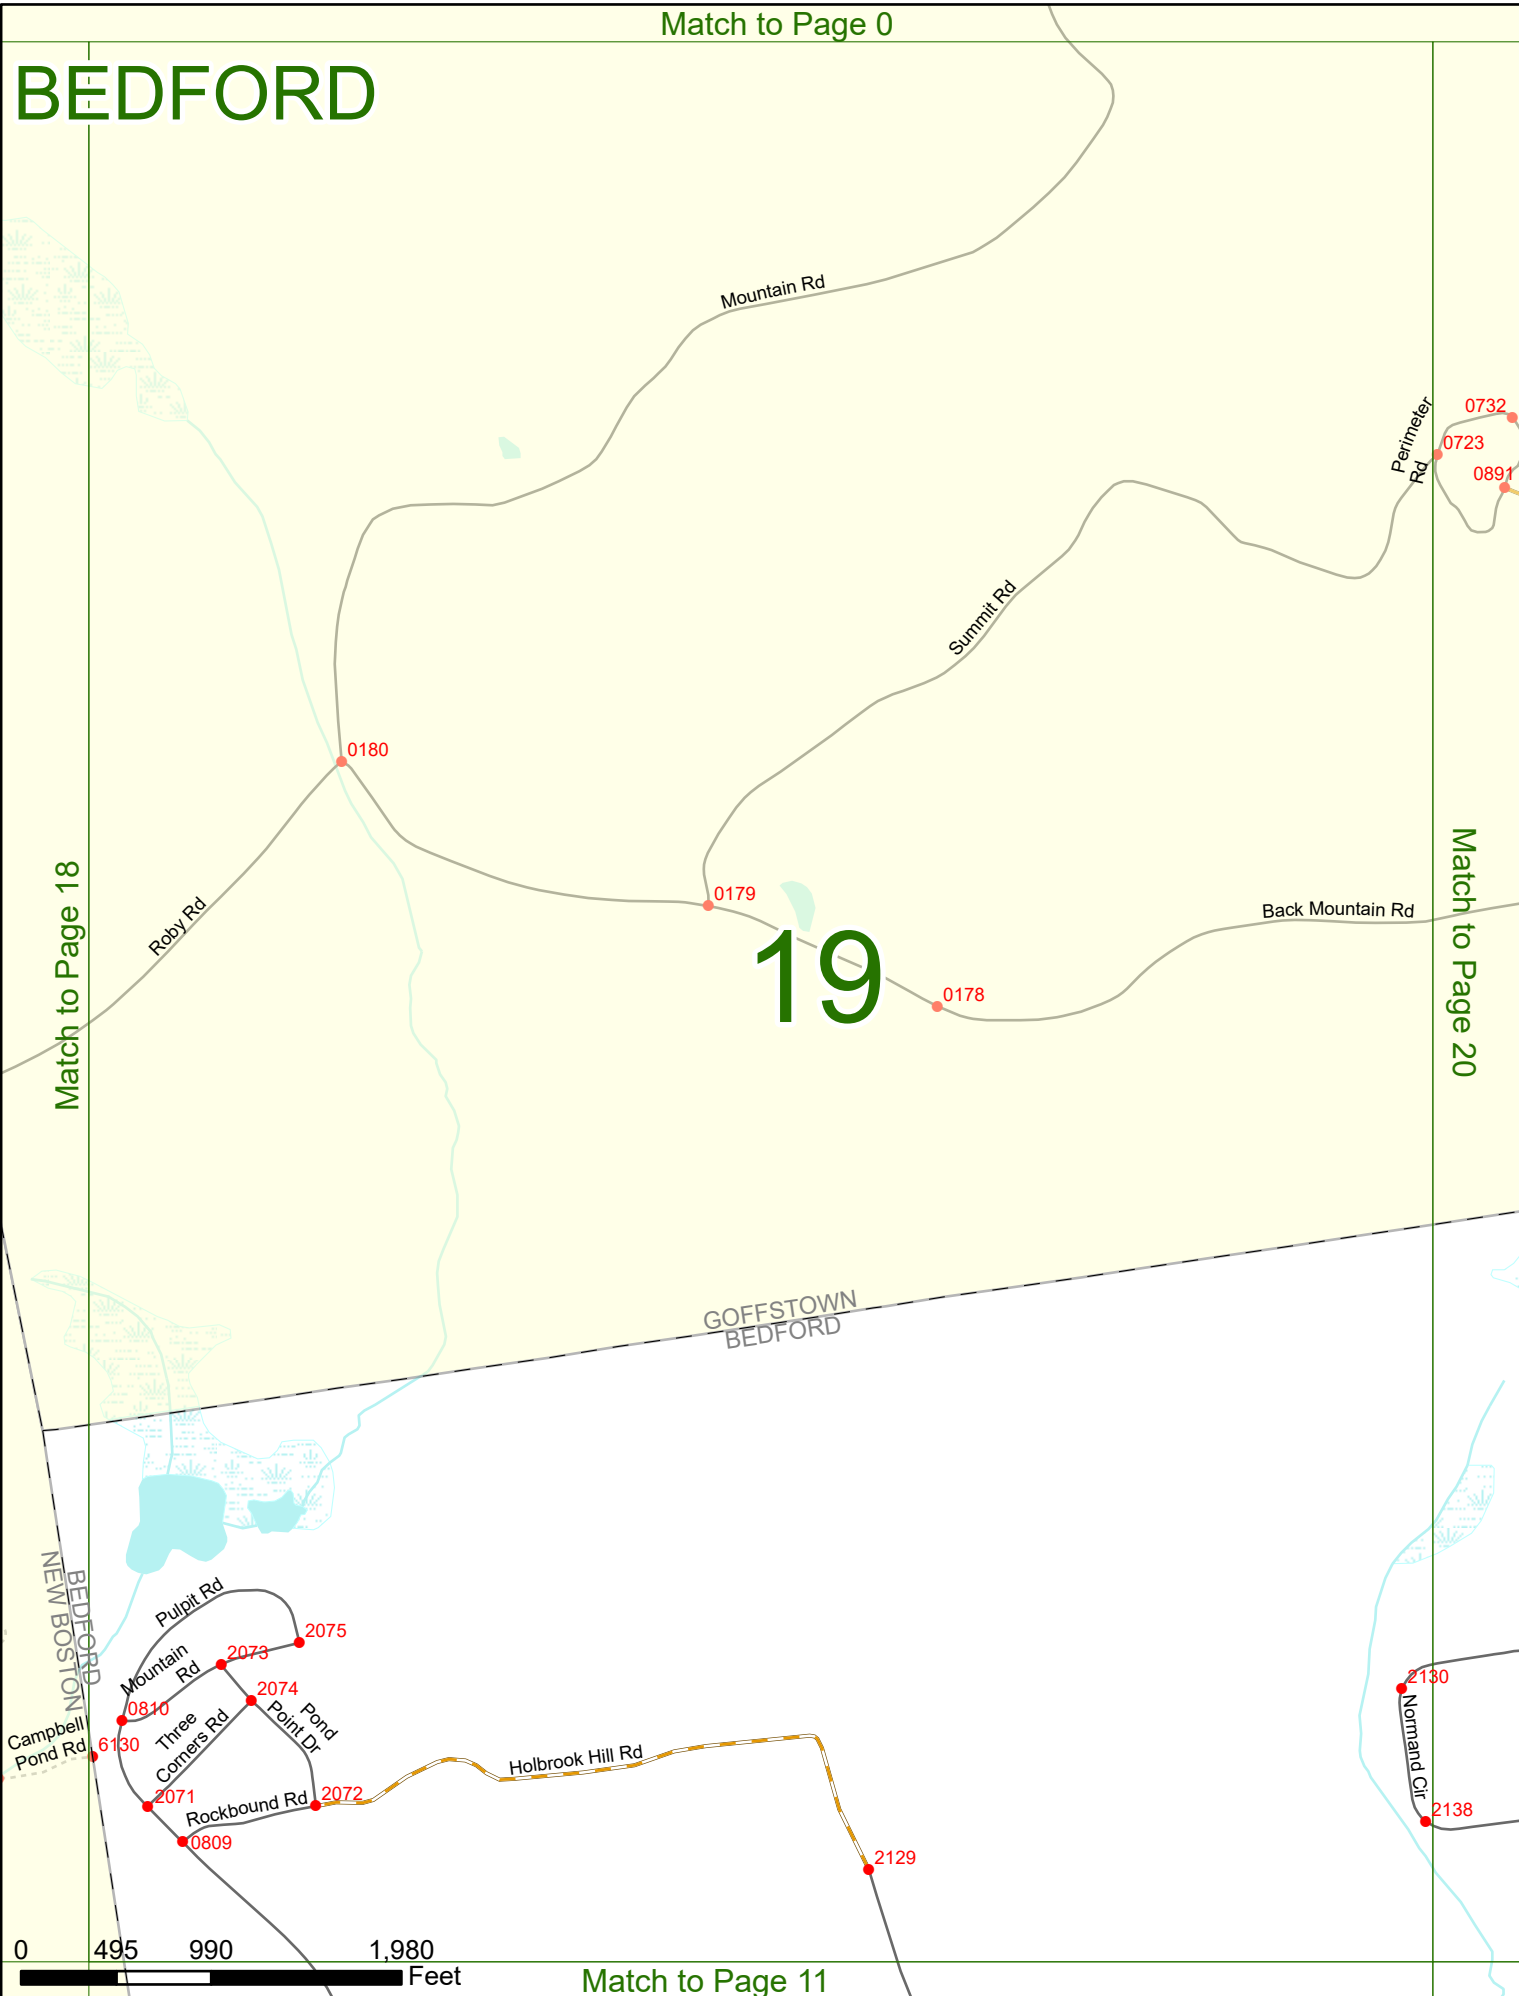 Match to Page 0
BEDFORD
Mountain Rd
Perimeter
Rd
0732
0723
0891
Summit Rd
0180
Match to Page 18
Roby Rd
0179
19
0178
Back Mountain Rd
Match to Page 20
GOFFSTOWN
BEDFORD
BEDFORD
NEW BOSTON
Pulpit Rd
2075
Mountain
Rd
2073
2074
0810
Three
Corners Rd
Pond
Point Dr
Campbell
Pond Rd
6130
2071
Rockbound Rd
2072
0809
Holbrook Hill Rd
2129
2130
Normand Cir
2138
0 495 990 1,980
Feet
Match to Page 11